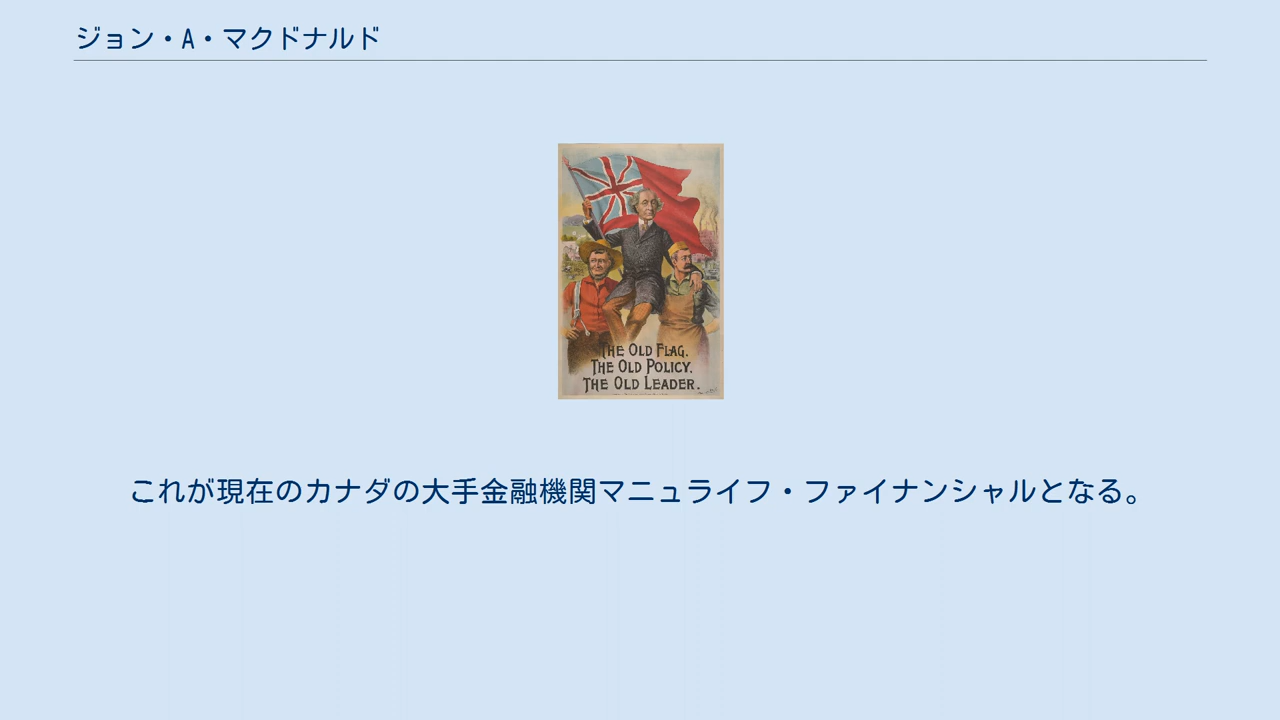 ジョン・A・マクドナルド
THE OLD FLAG.
THE OLD POLICY.
THE OLD LEADER.
これが現在のカナダの大手金融機関マニュライフ・ファイナンシャルとなる。